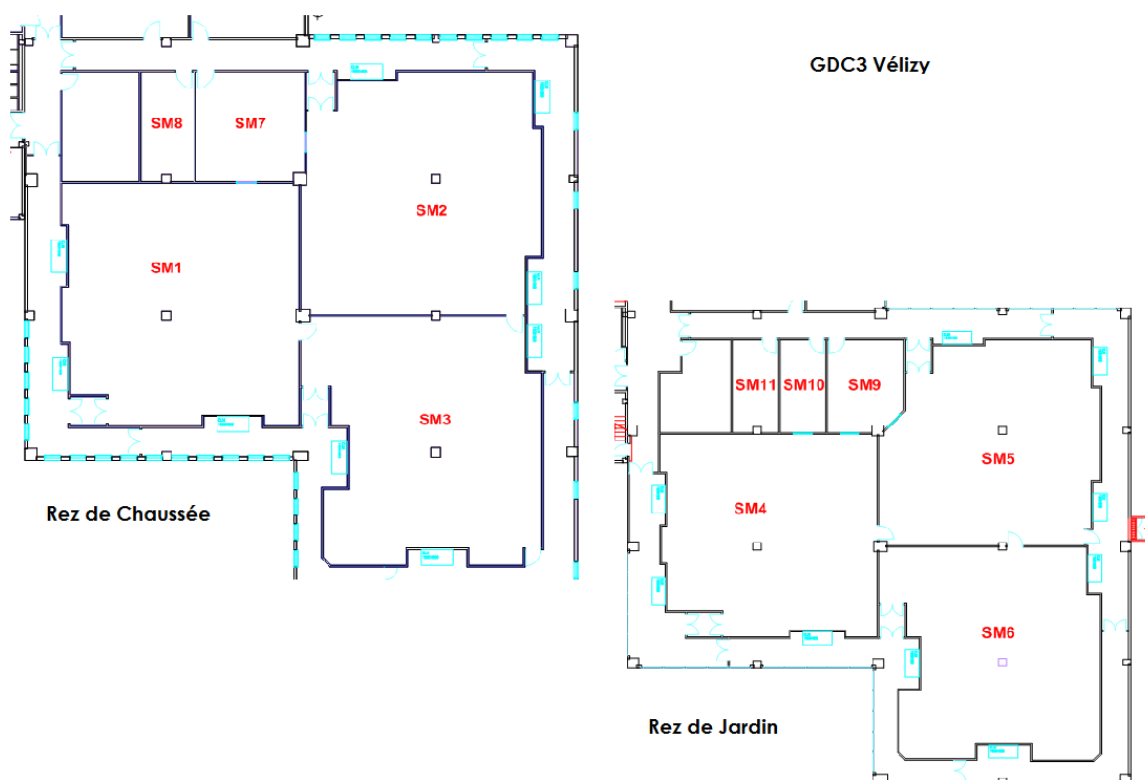 GDC3 Vélizy
SM8
SM7
SM2
SM1
SM3
Rez de Chaussée
SM11
SM10
SM9
SM5
SM4
SM6
Rez de Jardin